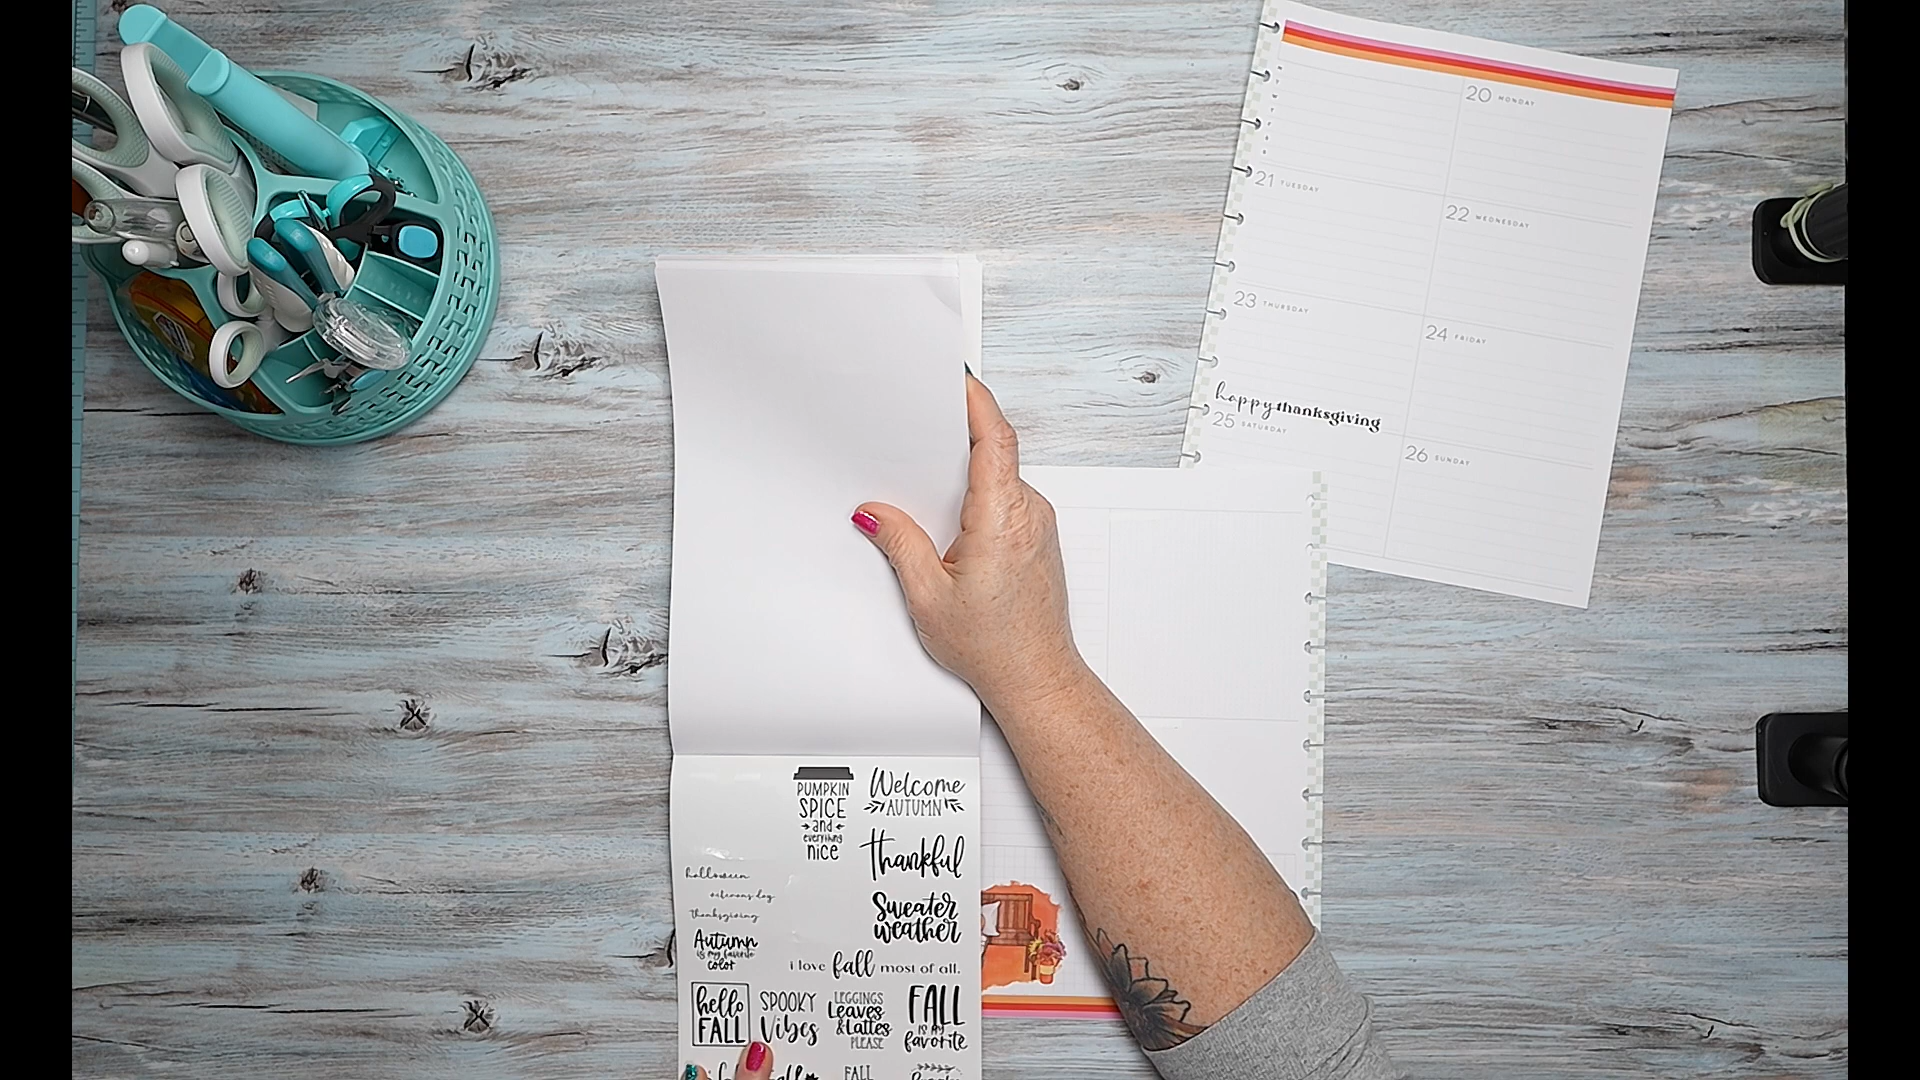 20 MONDAY
21 TUESDAY
22 WEDNESDAY
23 THURSDAY
24 FRIDAY
happy thanksgiving
25 SATURDAY
26 SUNDAY
PUMPKIN
SPICE
and
everything
nice
Welcome
AUTUMN
thankful
halloween
veterans day
thanksgiving
Sweater
weather
Autumn
is my favorite
color
i love fall most of all.
hello
FALL
SPOOKY
Vibes
LEGGINGS
Leaves
& Lattes
PLEASE
FALL
is my
favorite
FALL